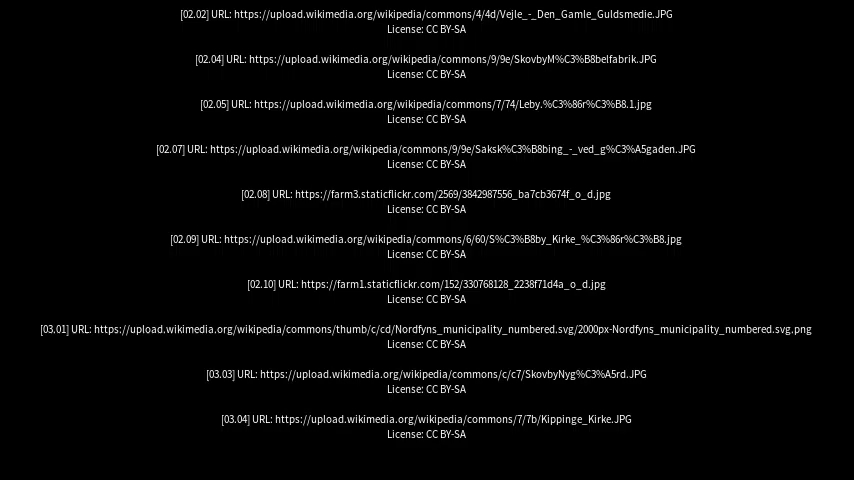 [02.02] URL: https://upload.wikimedia.org/wikipedia/commons/4/4d/Vejle_-_Den_Gamle_Guldsmedie.JPG
License: CC BY-SA
[02.04] URL: https://upload.wikimedia.org/wikipedia/commons/9/9e/SkovbyM%C3%B8belfabrik.JPG
License: CC BY-SA
[02.05] URL: https://upload.wikimedia.org/wikipedia/commons/7/74/Leby.%C3%86r%C3%B8.1.jpg
License: CC BY-SA
[02.07] URL: https://upload.wikimedia.org/wikipedia/commons/9/9e/Saksk%C3%B8bing_-_ved_g%C3%A5gaden.JPG
License: CC BY-SA
[02.08] URL: https://farm3.staticflickr.com/2569/3842987556_ba7cb3674f_o_d.jpg
License: CC BY-SA
[02.09] URL: https://upload.wikimedia.org/wikipedia/commons/6/60/S%C3%B8by_Kirke_%C3%86r%C3%B8.jpg
License: CC BY-SA
[02.10] URL: https://farm1.staticflickr.com/152/330768128_2238f71d4a_o_d.jpg
License: CC BY-SA
[03.01] URL: https://upload.wikimedia.org/wikipedia/commons/thumb/c/cd/Nordfyns_municipality_numbered.svg/2000px-Nordfyns_municipality_numbered.svg.png
License: CC BY-SA
[03.03] URL: https://upload.wikimedia.org/wikipedia/commons/c/c7/SkovbyNyg%C3%A5rd.JPG
License: CC BY-SA
[03.04] URL: https://upload.wikimedia.org/wikipedia/commons/7/7b/Kippinge_Kirke.JPG
License: CC BY-SA